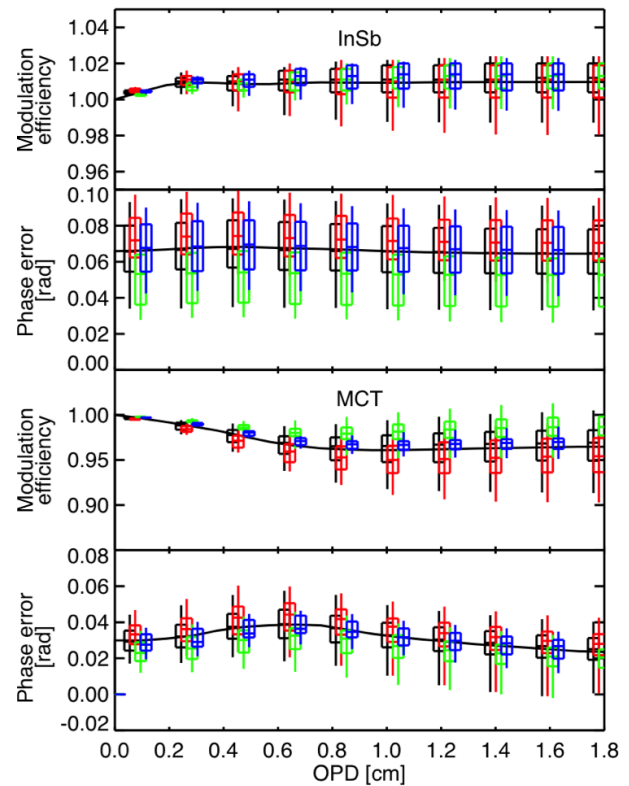 InSb
Modulation
efficiency
1.04
1.02
1.00
0.98
0.96
Phase error
[rad]
0.10
0.08
0.06
0.04
0.02
0.00
MCT
Modulation
efficiency
1.00
0.95
0.90
Phase error
[rad]
0.08
0.06
0.04
0.02
0.00
-0.02
0.0 0.2 0.4 0.6 0.8 1.0 1.2 1.4 1.6 1.8
OPD [cm]